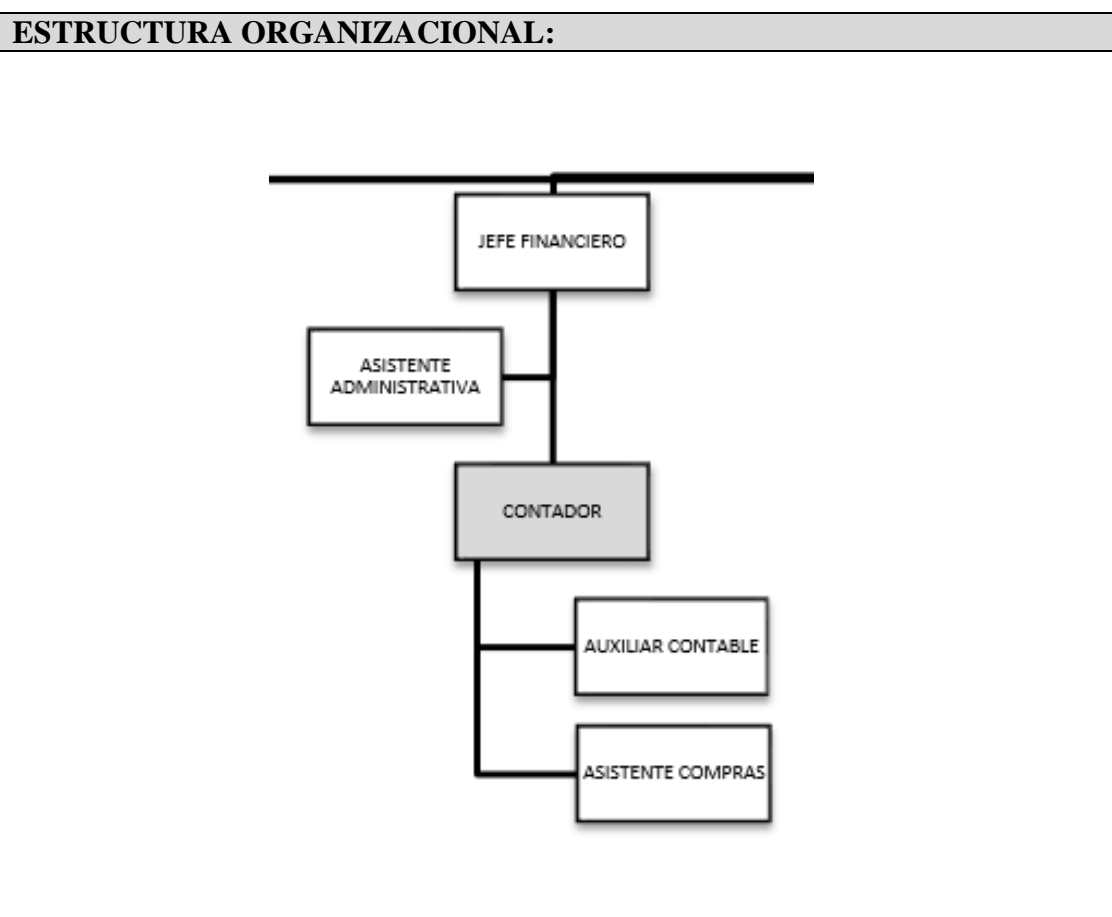 ESTRUCTURA ORGANIZACIONAL:
JEFE FINANCIERO
ASISTENTE
ADMINISTRATIVA
CONTADOR
AUXILIAR CONTABLE
ASISTENTE COMPRAS